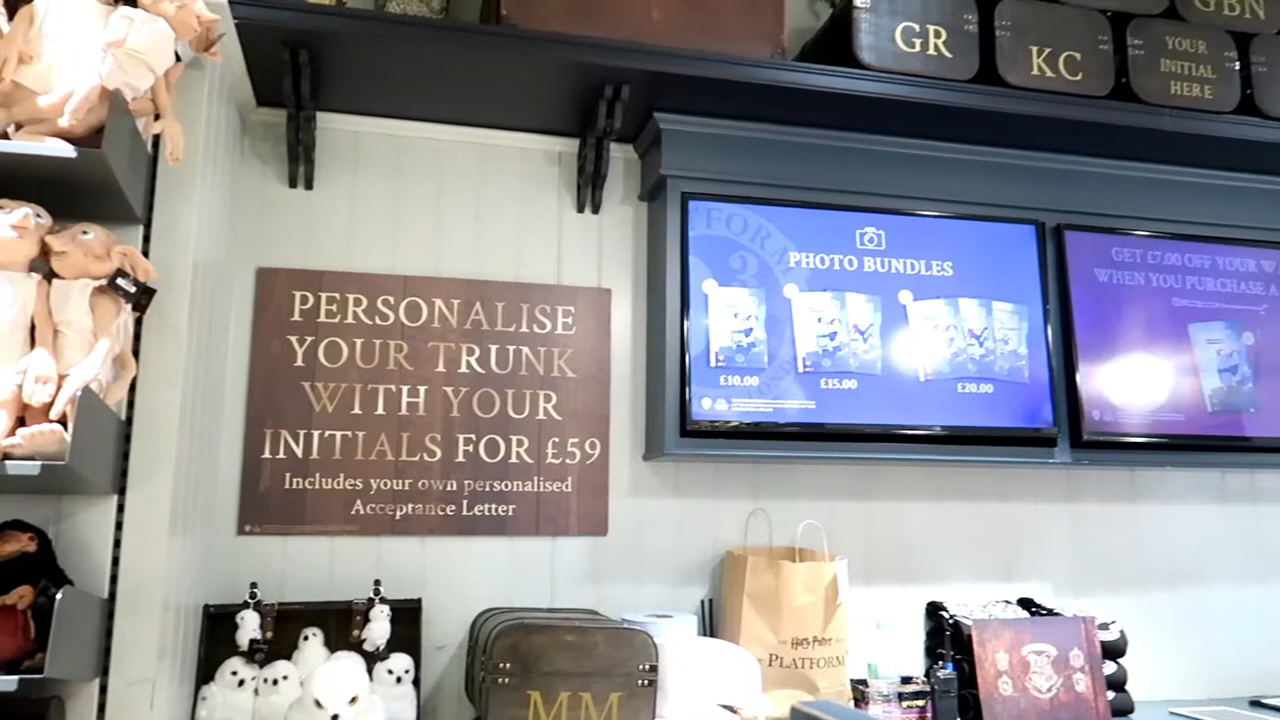 GR
KC
YOUR
INITIAL
HERE
GBN
PERSONALISE
YOUR TRUNK
WITH YOUR
INITIALS FOR £59
Includes your own personalised
Acceptance Letter
PHOTO BUNDLES
£10.00
£15.00
£20.00
GET £7.00 OFF YOUR
WHEN YOU PURCHASE A
MM
Harry Potter
PLATFORM